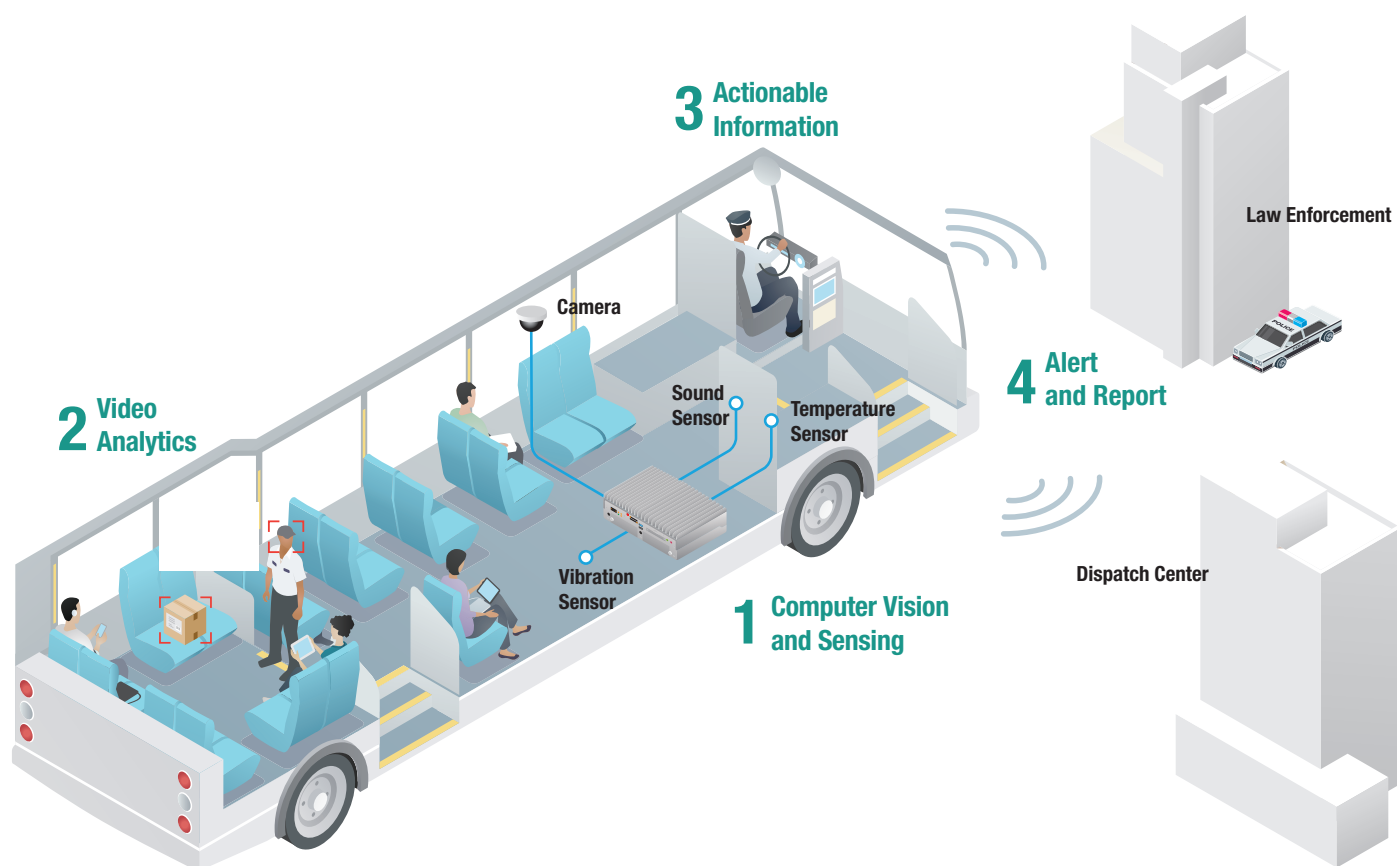 3 Actionable
Information
Law Enforcement
Camera
POLICE
4 Alert
and Report
Sound
Sensor
Temperature
Sensor
2 Video
Analytics
Vibration
Sensor
Dispatch Center
1 Computer Vision
and Sensing